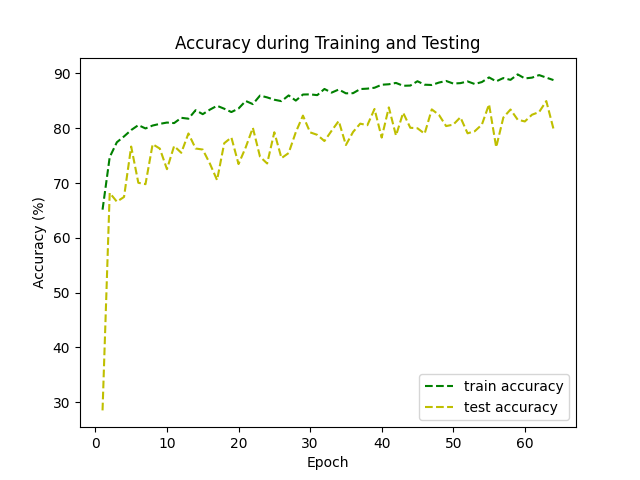 Accuracy during Training and Testing
90
80
70
60
50
40
30
Accuracy (%)
0 10 20 30 40 50 60
Epoch
train accuracy
test accuracy